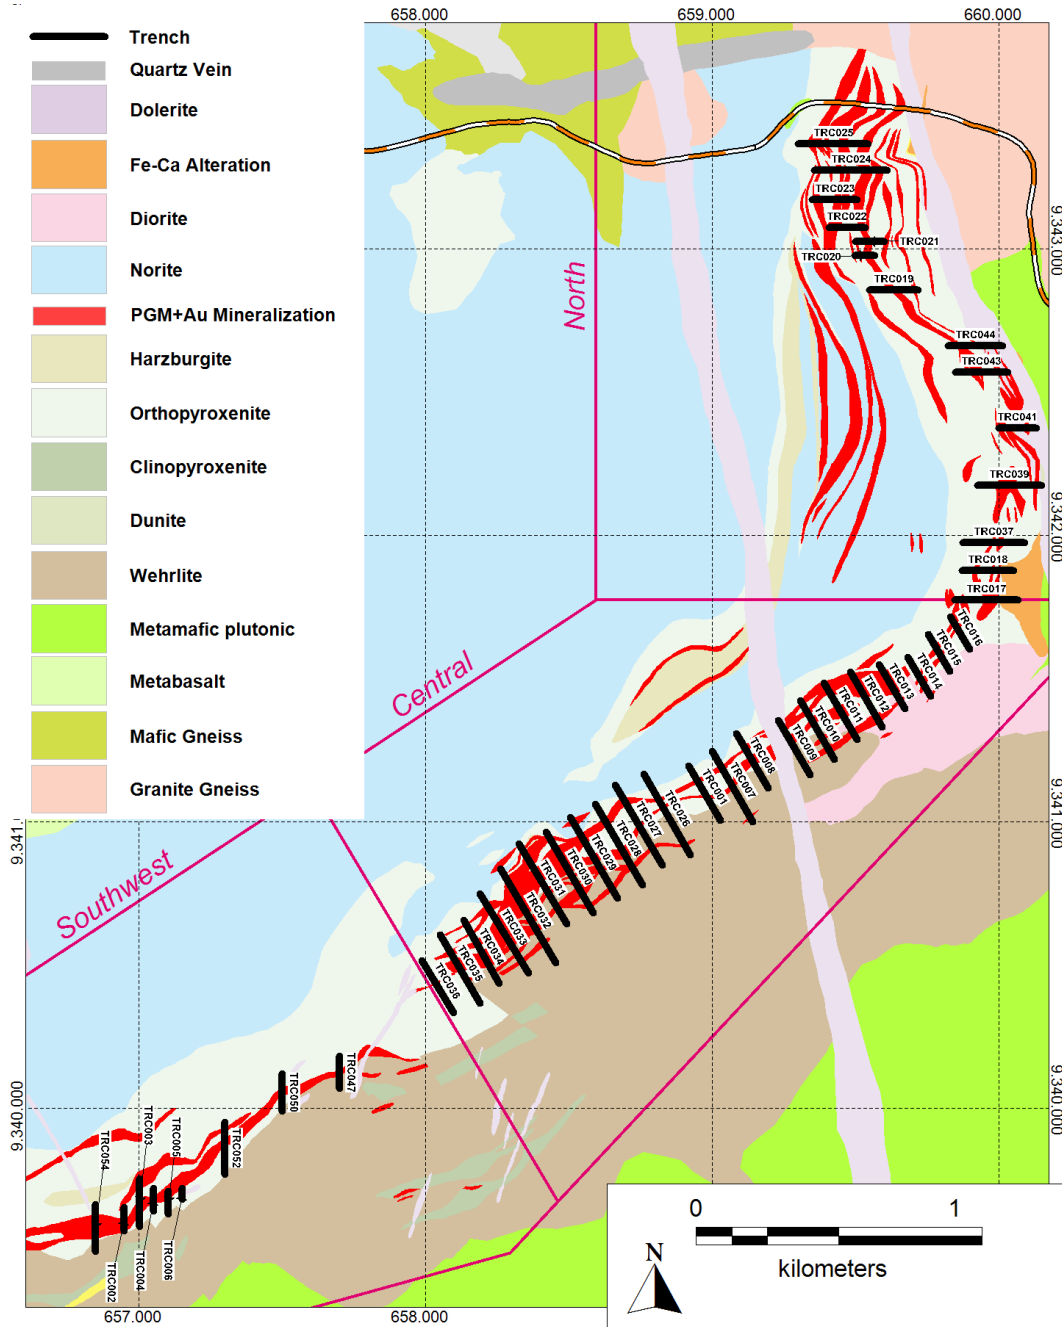 658.000
659.000
660.000
Trench
Quartz Vein
Dolerite
Fe-Ca Alteration
Diorite
Norite
PGM+Au Mineralization
Harzburgite
Orthopyroxenite
Clinopyroxenite
Dunite
Wehrlite
Metamafic plutonic
Metabasalt
Mafic Gneiss
Granite Gneiss
TRC025
TRC024
TRC023
TRC022
TRC021
TRC020
TRC019
9.343.000
North
TRC044
TRC043
TRC041
TRC039
9.342.000
TRC037
TRC018
TRC017
Central
TRC016
TRC015
TRC014
TRC013
TRC012
TRC011
TRC010
TRC009
TRC008
TRC007
TRC001
TRC026
TRC027
TRC028
TRC029
TRC030
TRC031
TRC032
TRC033
TRC034
TRC035
TRC036
9.341
9.341.000
Southwest
TRC047
TRC050
TRC052
TRC005
TRC003
TRC054
9.340.000
9.340.000
TRC002
TRC004
TRC006
657.000
658.000
0
1
kilometers
N